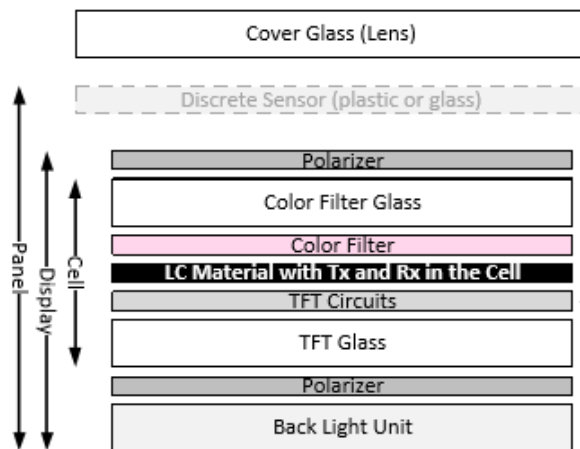 Cover Glass (Lens)
Discrete Sensor (plastic or glass)
Polarizer
Color Filter Glass
Color Filter
LC Material with Tx and Rx in the Cell
TFT Circuits
TFT Glass
Polarizer
Back Light Unit
Panel
Display
Cell